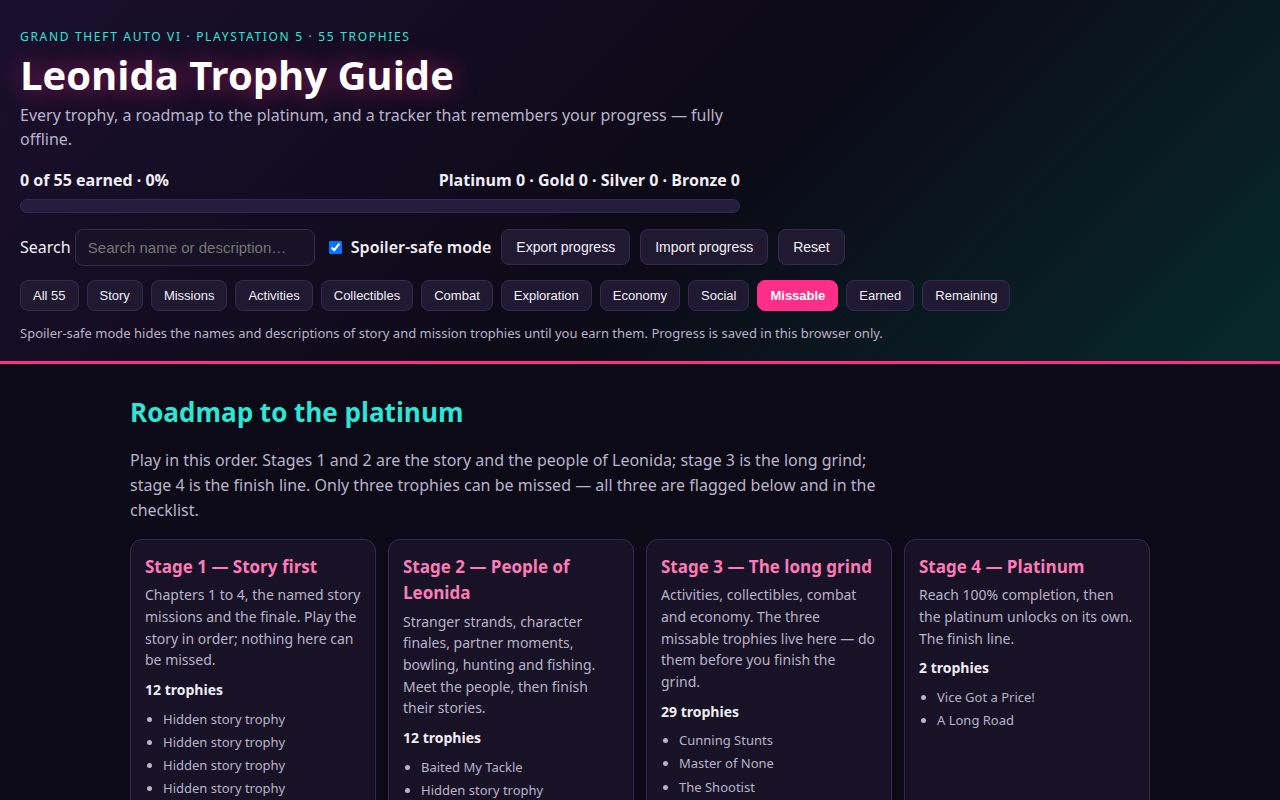 GRAND THEFT AUTO VI · PLAYSTATION 5 · 55 TROPHIES
Leonida Trophy Guide
Every trophy, a roadmap to the platinum, and a tracker that remembers your progress — fully
offline.
0 of 55 earned · 0%
Platinum 0 · Gold 0 · Silver 0 · Bronze 0
Search
Search name or description…
Spoiler-safe mode
Export progress
Import progress
Reset
All 55
Story
Missions
Activities
Collectibles
Combat
Exploration
Economy
Social
Missable
Earned
Remaining
Spoiler-safe mode hides the names and descriptions of story and mission trophies until you earn them. Progress is saved in this browser only.
Roadmap to the platinum
Play in this order. Stages 1 and 2 are the story and the people of Leonida; stage 3 is the long grind;
stage 4 is the finish line. Only three trophies can be missed — all three are flagged below and in the
checklist.
Stage 1 — Story first
Chapters 1 to 4, the named story
missions and the finale. Play the
story in order; nothing here can
be missed.
12 trophies
Hidden story trophy
Hidden story trophy
Hidden story trophy
Hidden story trophy
Stage 2 — People of
Leonida
Stranger strands, character
finales, partner moments,
bowling, hunting and fishing.
Meet the people, then finish
their stories.
12 trophies
Baited My Tackle
Hidden story trophy
Stage 3 — The long grind
Activities, collectibles, combat
and economy. The three
missable trophies live here — do
them before you finish the
grind.
29 trophies
Cunning Stunts
Master of None
The Shootist
Stage 4 — Platinum
Reach 100% completion, then
the platinum unlocks on its own.
The finish line.
2 trophies
Vice Got a Price!
A Long Road